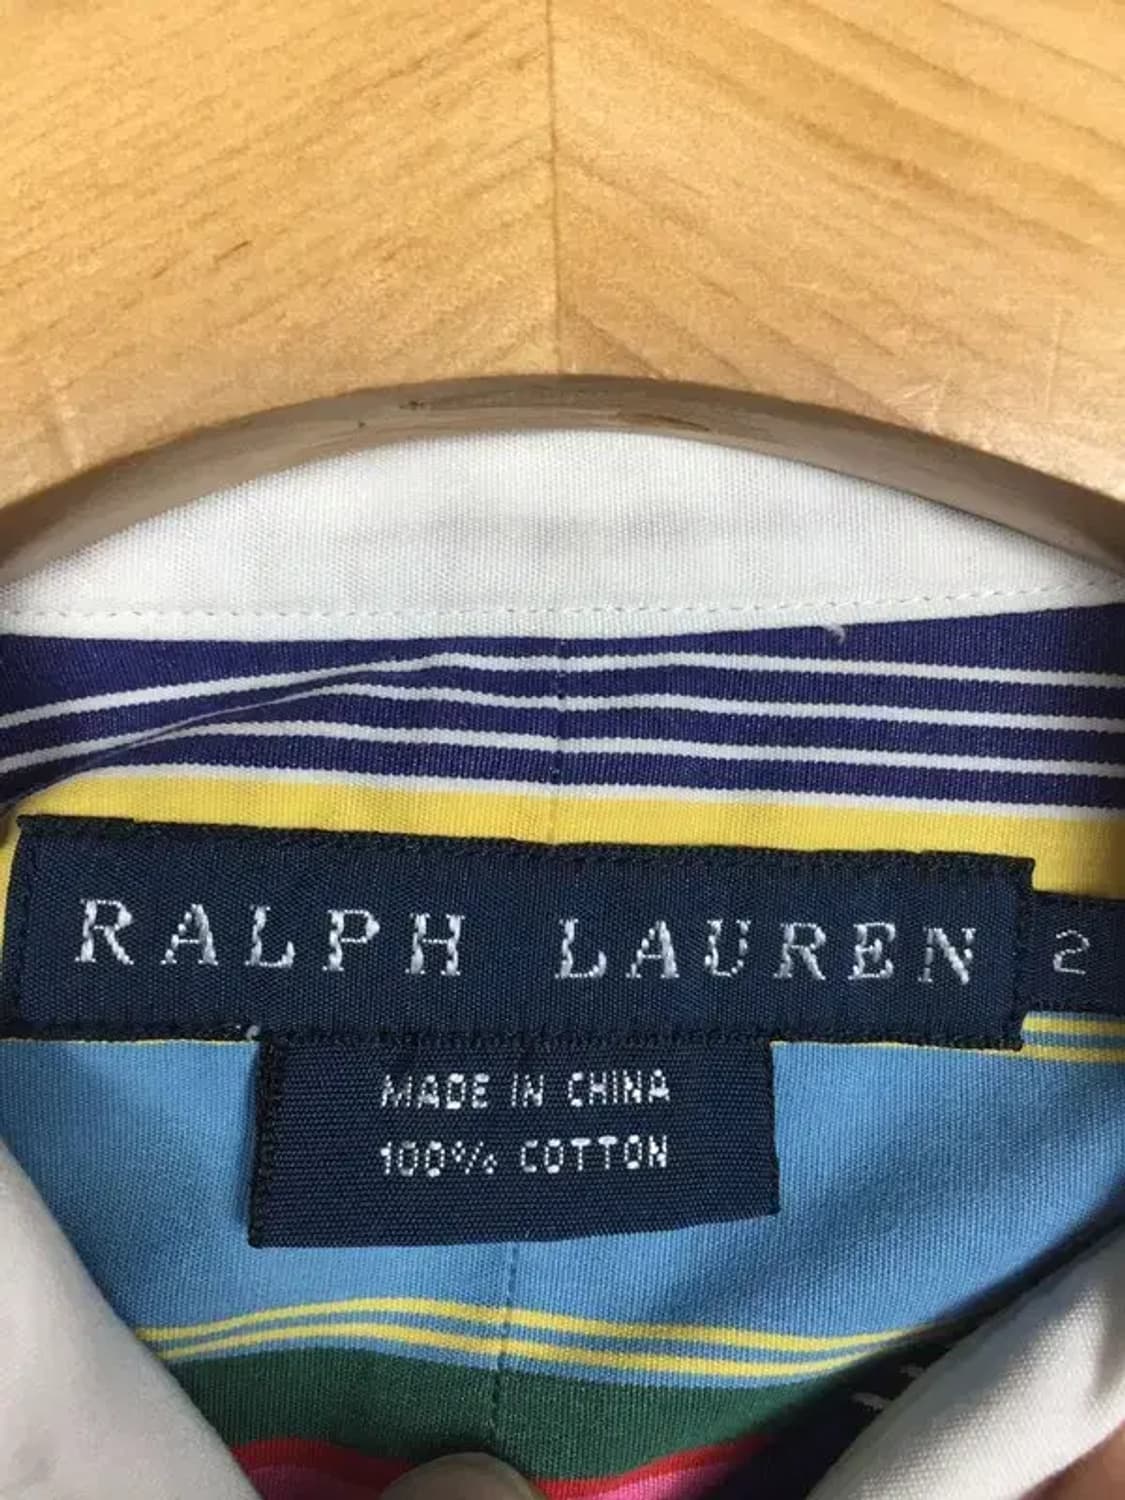 RALPH LAUREN 2
MADE IN CHINA
100% COTTON